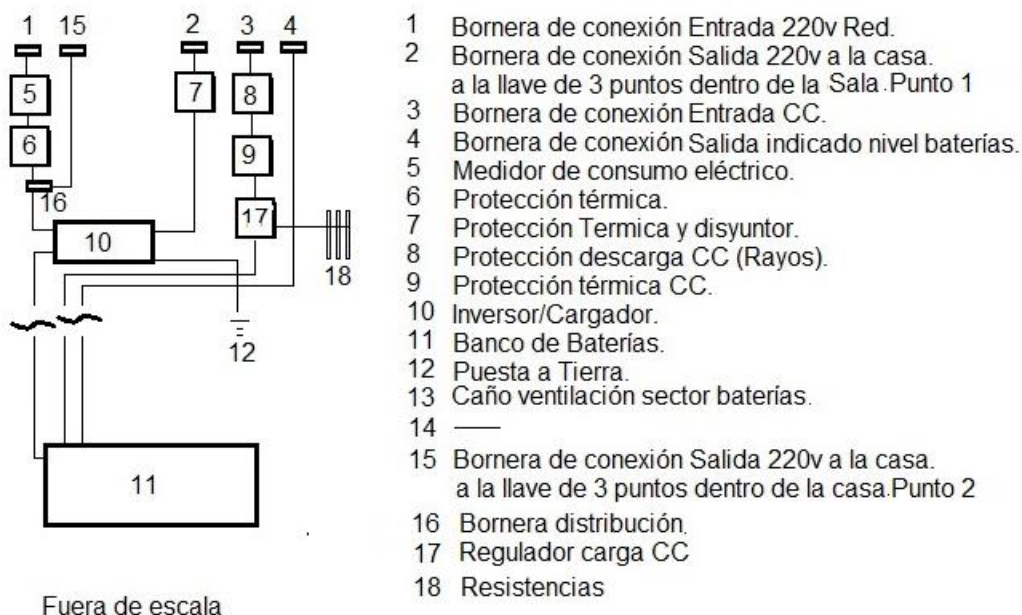 1 15 2 3 4
5 7 8
6 9
16 17
10 18
12
11
Fuera de escala
1 Bornera de conexión Entrada 220v Red.
2 Bornera de conexión Salida 220v a la casa.
a la llave de 3 puntos dentro de la Sala.Punto 1
3 Bornera de conexión Entrada CC.
4 Bornera de conexión Salida indicado nivel baterías.
5 Medidor de consumo eléctrico.
6 Protección térmica.
7 Protección Termica y disyuntor.
8 Protección descarga CC (Rayos).
9 Protección térmica CC.
10 Inversor/Cargador.
11 Banco de Baterías.
12 Puesta a Tierra.
13 Caño ventilación sector baterías.
14 ——
15 Bornera de conexión Salida 220v a la casa.
a la llave de 3 puntos dentro de la casa.Punto 2
16 Bornera distribución.
17 Regulador carga CC
18 Resistencias